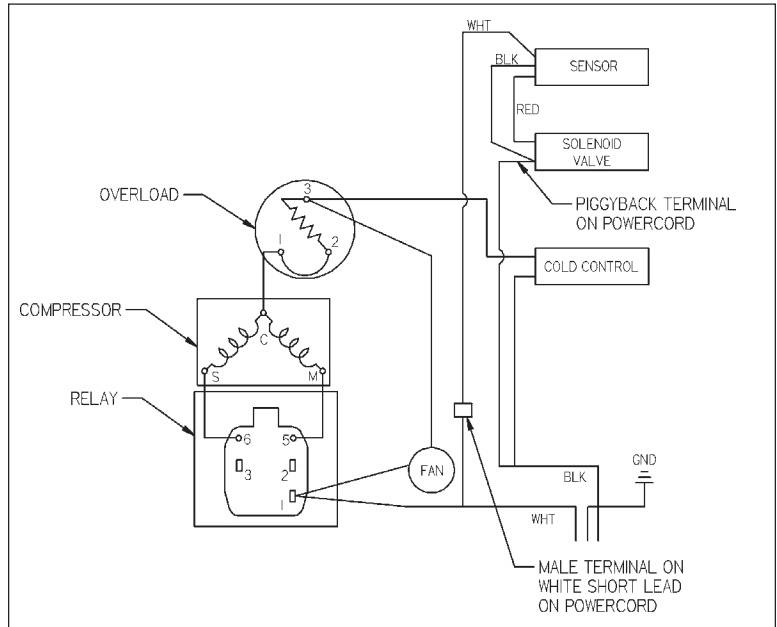 WHT
SENSOR
BLK
RED
SOLENOID
VALVE
OVERLOAD
3
PIGGYBACK TERMINAL
ON POWERCORD
1
2
COLD CONTROL
COMPRESSOR
C
S
M
RELAY
6
5
3
2
FAN
GND
BLK
1
WHT
MALE TERMINAL ON
WHITE SHORT LEAD
ON POWERCORD